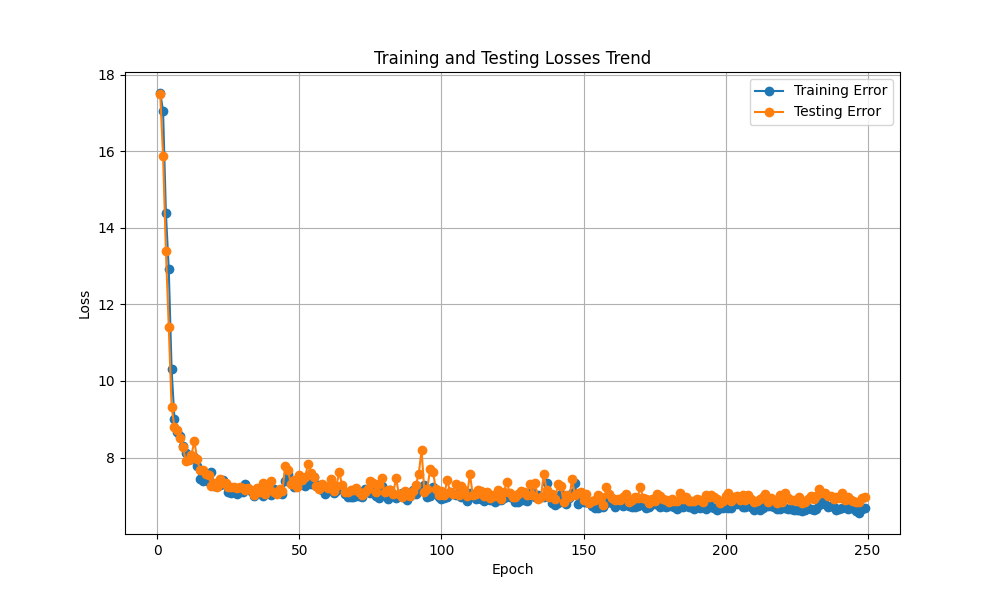 Training and Testing Losses Trend
Training Error
Testing Error
18
16
14
12
10
8
Loss
0
50
100
150
200
250
Epoch